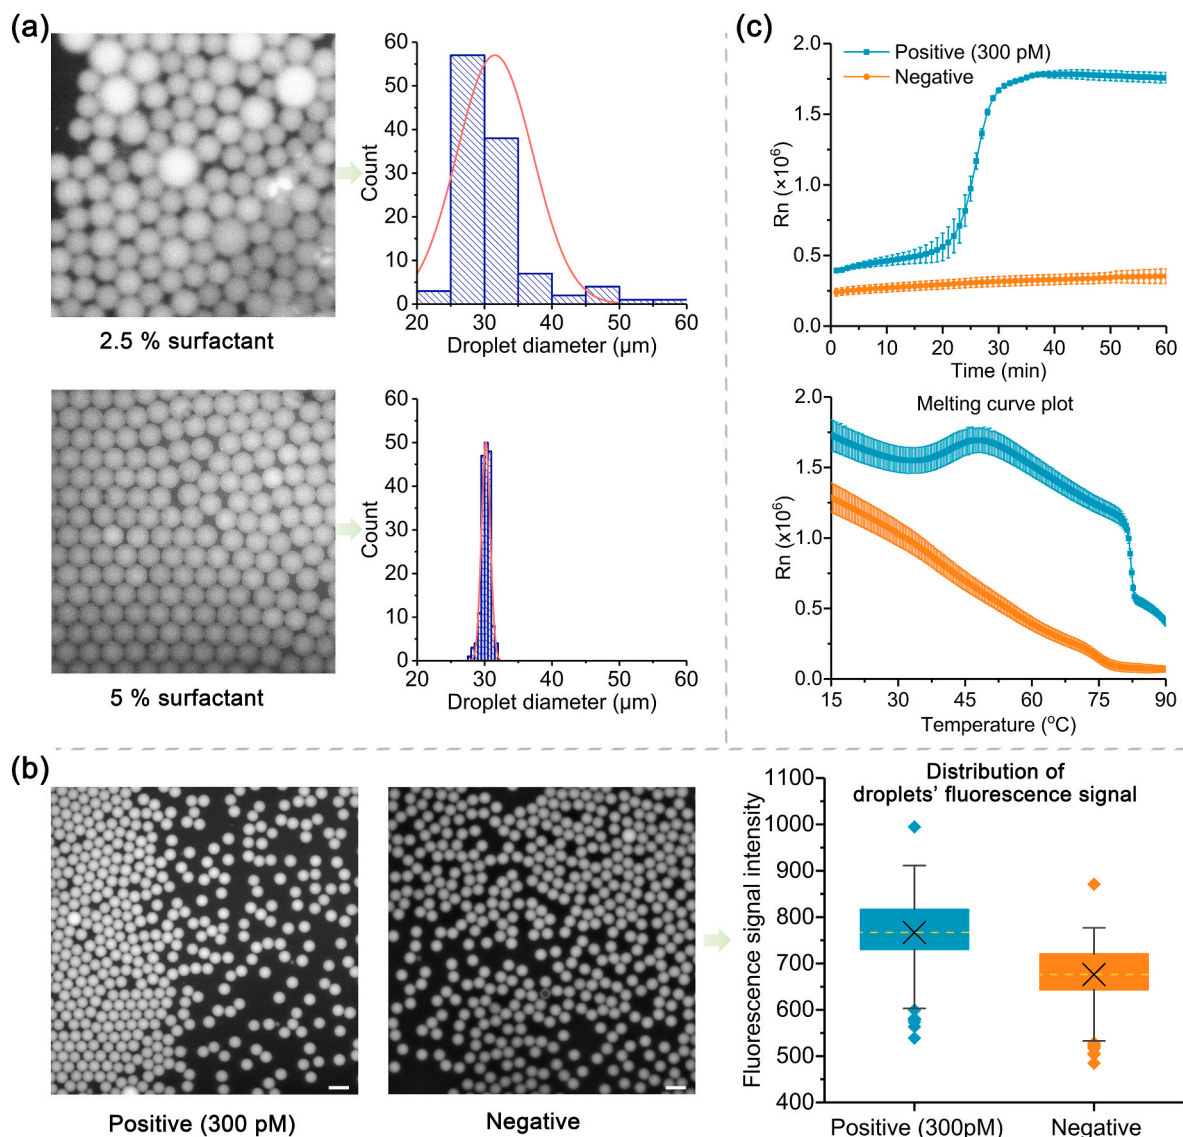 (a)
60
50
40
30
20
10
0
Count
20 30 40 50 60
Droplet diameter (µm)
2.5 % surfactant
60
50
40
30
20
10
0
Count
20 30 40 50 60
Droplet diameter (µm)
5 % surfactant
(c)
Positive (300 pM)
Negative
2.0
1.5
1.0
0.5
0.0
Rn (×10⁶)
0 10 20 30 40 50 60
Time (min)
Melting curve plot
2.0
1.5
1.0
0.5
0.0
Rn (x10⁶)
15 30 45 60 75 90
Temperature (°C)
(b)
Positive (300 pM)
Negative
Distribution of
droplets’ fluorescence signal
1100
1000
900
800
700
600
500
400
Fluorescence signal intensity
Positive (300pM) Negative